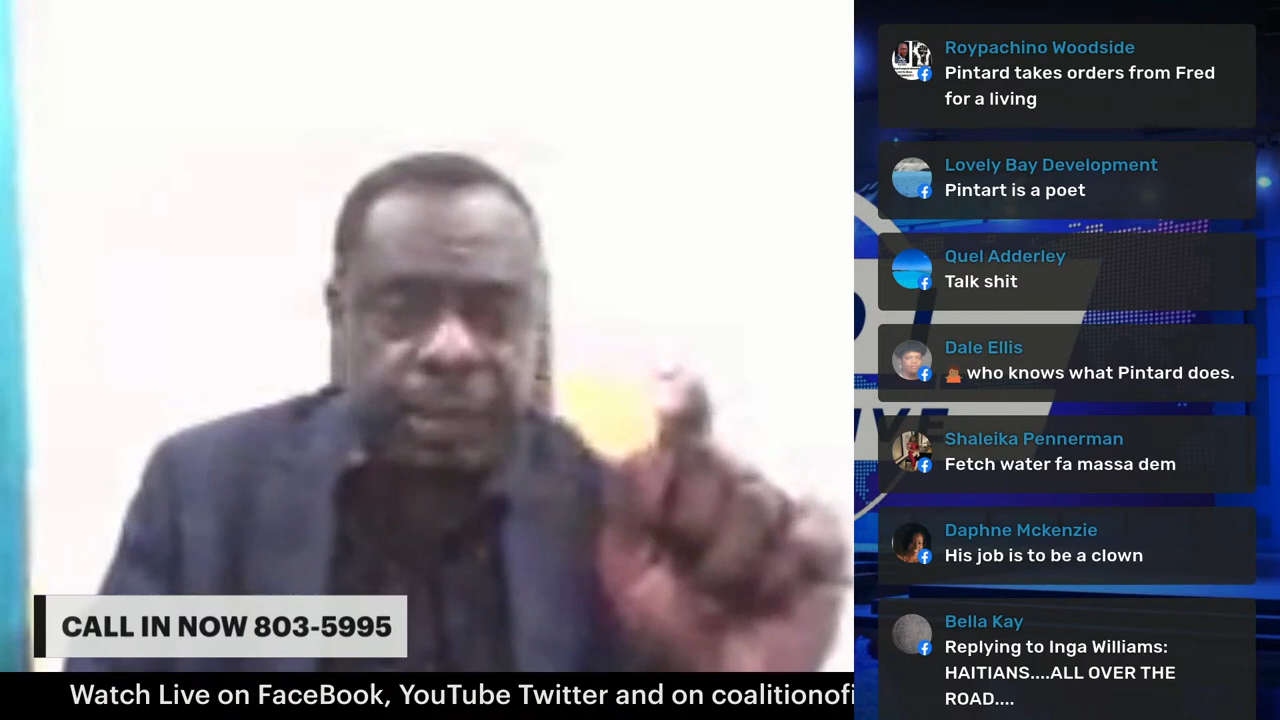 Roypachino Woodside
Pintard takes orders from Fred
for a living
Lovely Bay Development
Pintart is a poet
Quel Adderley
Talk shit
Dale Ellis
🤷🏾 who knows what Pintard does.
Shaleika Pennerman
Fetch water fa massa dem
Daphne Mckenzie
His job is to be a clown
Bella Kay
Replying to Inga Williams:
HAITIANS....ALL OVER THE
ROAD....
CALL IN NOW 803-5995
Watch Live on FaceBook, YouTube Twitter and on coalitionofi